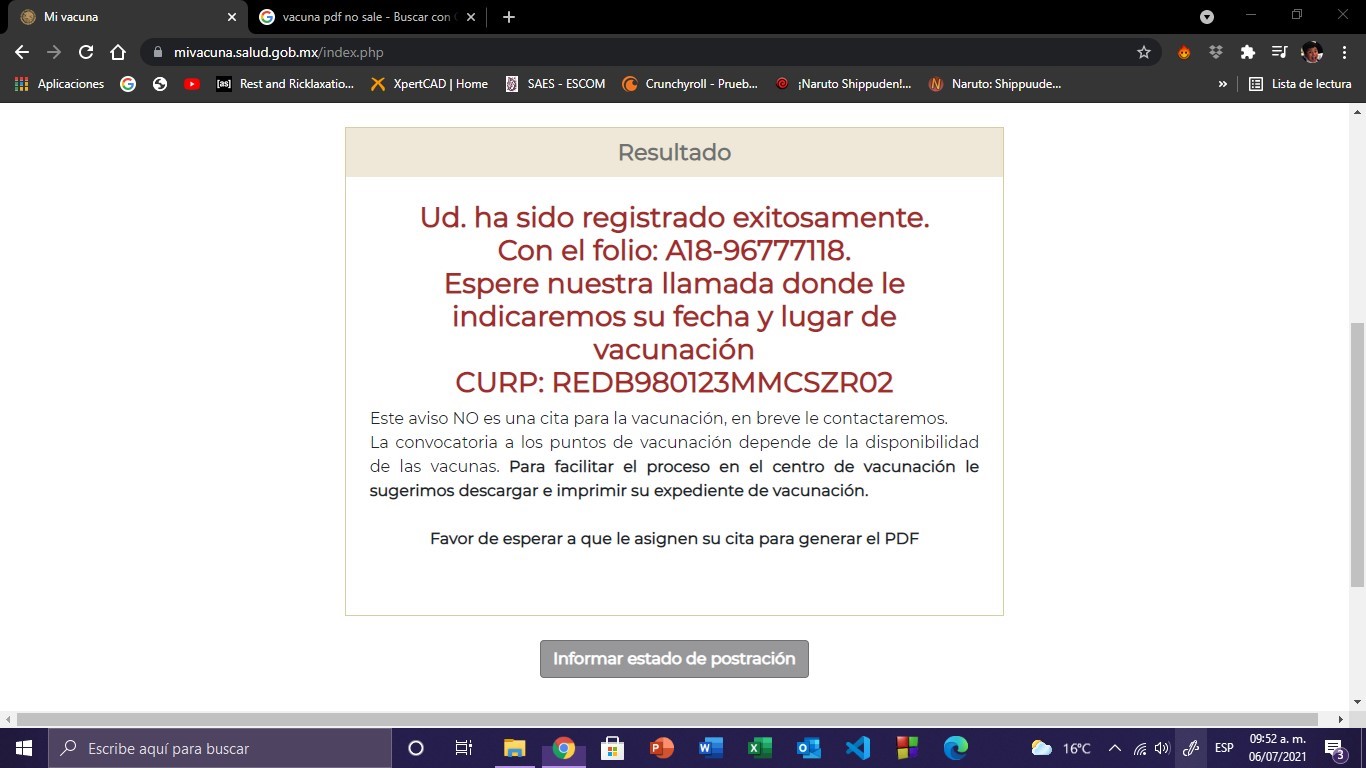 Mi vacuna
vacuna pdf no sale - Buscar con G
mivacuna.salud.gob.mx/index.php
Aplicaciones
[as]
Rest and Ricklaxatio...
XpertCAD | Home
SAES - ESCOM
Crunchyroll - Prueb...
¡Naruto Shippuden!...
Naruto: Shippuude...
»
Lista de lectura
Resultado
Ud. ha sido registrado exitosamente.
Con el folio: A18-96777118.
Espere nuestra llamada donde le
indicaremos su fecha y lugar de
vacunación
CURP: REDB980123MMCSZR02
Este aviso NO es una cita para la vacunación, en breve le contactaremos.
La convocatoria a los puntos de vacunación depende de la disponibilidad
de las vacunas. Para facilitar el proceso en el centro de vacunación le
sugerimos descargar e imprimir su expediente de vacunación.
Favor de esperar a que le asignen su cita para generar el PDF
Informar estado de postración
Escribe aquí para buscar
16°C
ESP
09:52 a. m.
06/07/2021
3